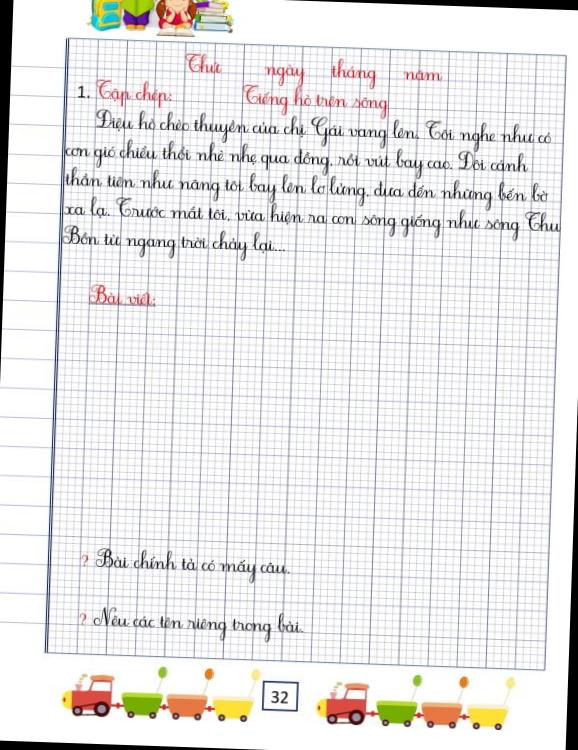 Thứ ngày tháng năm
1. Tập chép: Tiếng hò trên sông
Điệu hò chèo thuyền của chị Gái vang lên. Tôi nghe như có
cơn gió chiều thổi nhè nhẹ qua đồng, rồi vút bay cao. Đôi cánh
thần tiên như nâng tôi bay lên lơ lửng, đưa đến những bến bờ
xa lạ. Trước mắt tôi, vừa hiện ra con sông giống như sông Thu
Bồn từ ngang trời chảy lại...
Bài viết:
? Bài chính tả có mấy câu.
? Nêu các tên riêng trong bài.
32